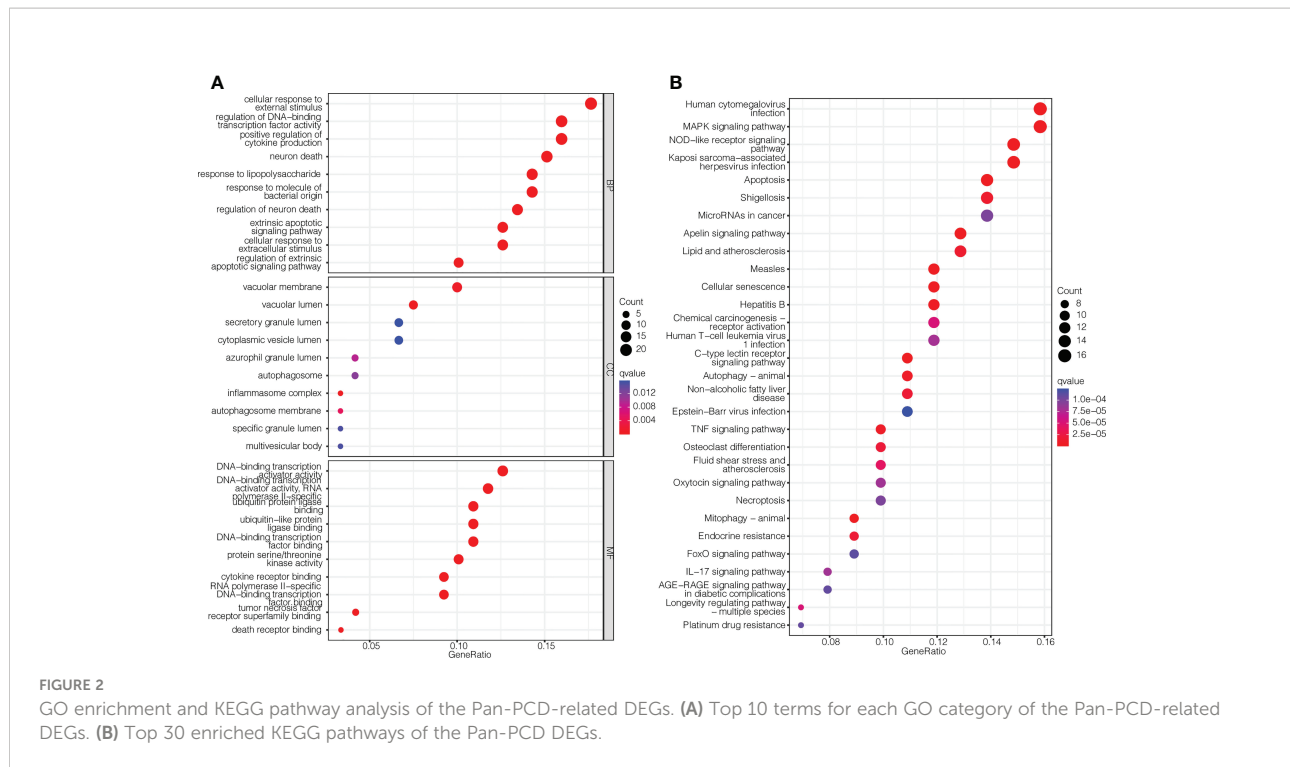 A
cellular response to
external stimulus
regulation of DNA−binding
transcription factor activity
positive regulation of
cytokine production
neuron death
response to lipopolysaccharide
response to molecule of
bacterial origin
regulation of neuron death
extrinsic apoptotic
signaling pathway
cellular response to
extracellular stimulus
regulation of extrinsic
apoptotic signaling pathway
BP
vacuolar membrane
vacuolar lumen
secretory granule lumen
cytoplasmic vesicle lumen
azurophil granule lumen
autophagosome
inflammasome complex
autophagosome membrane
specific granule lumen
multivesicular body
CC
DNA−binding transcription
activator activity
DNA−binding transcription
activator activity, RNA
polymerase II−specific
ubiquitin protein ligase
binding
ubiquitin−like protein
ligase binding
DNA−binding transcription
factor binding
protein serine/threonine
kinase activity
cytokine receptor binding
RNA polymerase II−specific
DNA−binding transcription
factor binding
tumor necrosis factor
receptor superfamily binding
death receptor binding
MF
0.05 0.10 0.15
GeneRatio
Count
5
10
15
20
qvalue
0.012
0.008
0.004
B
Human cytomegalovirus
infection
MAPK signaling pathway
NOD−like receptor signaling
pathway
Kaposi sarcoma−associated
herpesvirus infection
Apoptosis
Shigellosis
MicroRNAs in cancer
Apelin signaling pathway
Lipid and atherosclerosis
Measles
Cellular senescence
Hepatitis B
Chemical carcinogenesis −
receptor activation
Human T−cell leukemia virus
1 infection
C−type lectin receptor
signaling pathway
Autophagy − animal
Non−alcoholic fatty liver
disease
Epstein−Barr virus infection
TNF signaling pathway
Osteoclast differentiation
Fluid shear stress and
atherosclerosis
Oxytocin signaling pathway
Necroptosis
Mitophagy − animal
Endocrine resistance
FoxO signaling pathway
IL−17 signaling pathway
AGE−RAGE signaling pathway
in diabetic complications
Longevity regulating pathway
− multiple species
Platinum drug resistance
0.08 0.10 0.12 0.14 0.16
GeneRatio
Count
8
10
12
14
16
qvalue
1.0e−04
7.5e−05
5.0e−05
2.5e−05
FIGURE 2
GO enrichment and KEGG pathway analysis of the Pan-PCD-related DEGs. (A) Top 10 terms for each GO category of the Pan-PCD-related
DEGs. (B) Top 30 enriched KEGG pathways of the Pan-PCD DEGs.